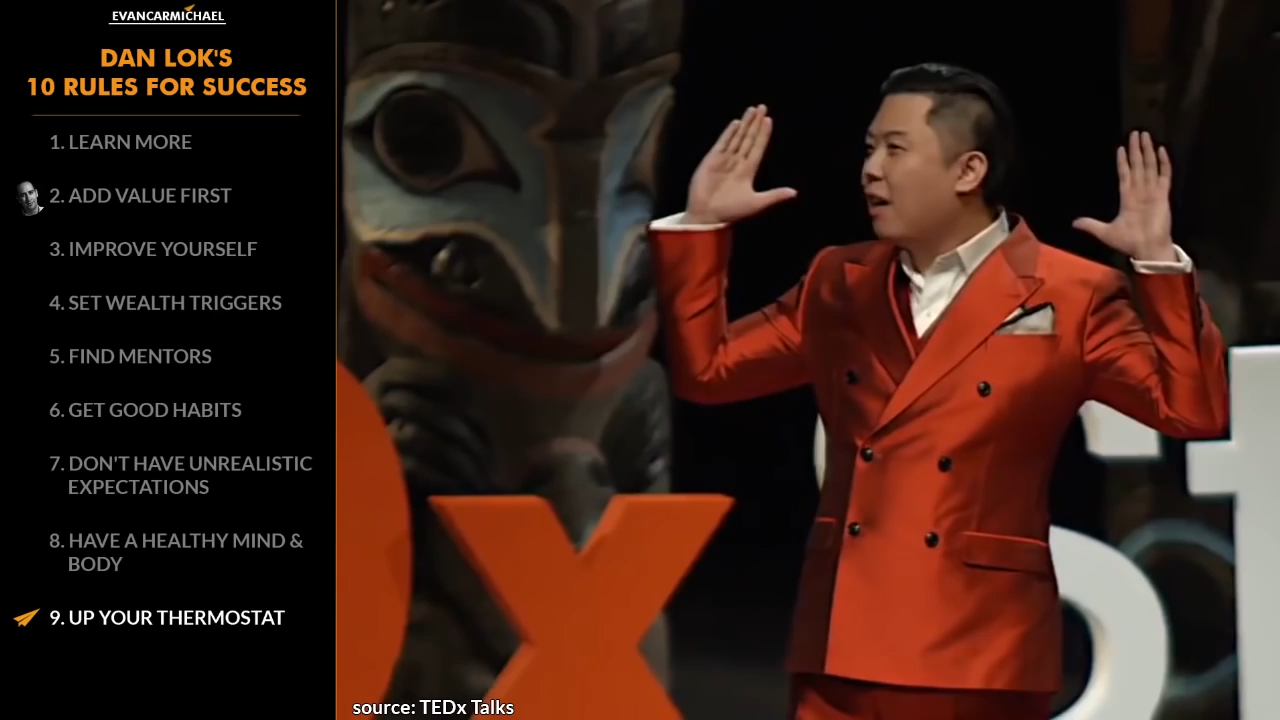 EVANCARMICHAEL
DAN LOK'S
10 RULES FOR SUCCESS
1. LEARN MORE
2. ADD VALUE FIRST
3. IMPROVE YOURSELF
4. SET WEALTH TRIGGERS
5. FIND MENTORS
6. GET GOOD HABITS
7. DON'T HAVE UNREALISTIC
EXPECTATIONS
8. HAVE A HEALTHY MIND &
BODY
9. UP YOUR THERMOSTAT
x
St
source: TEDx Talks